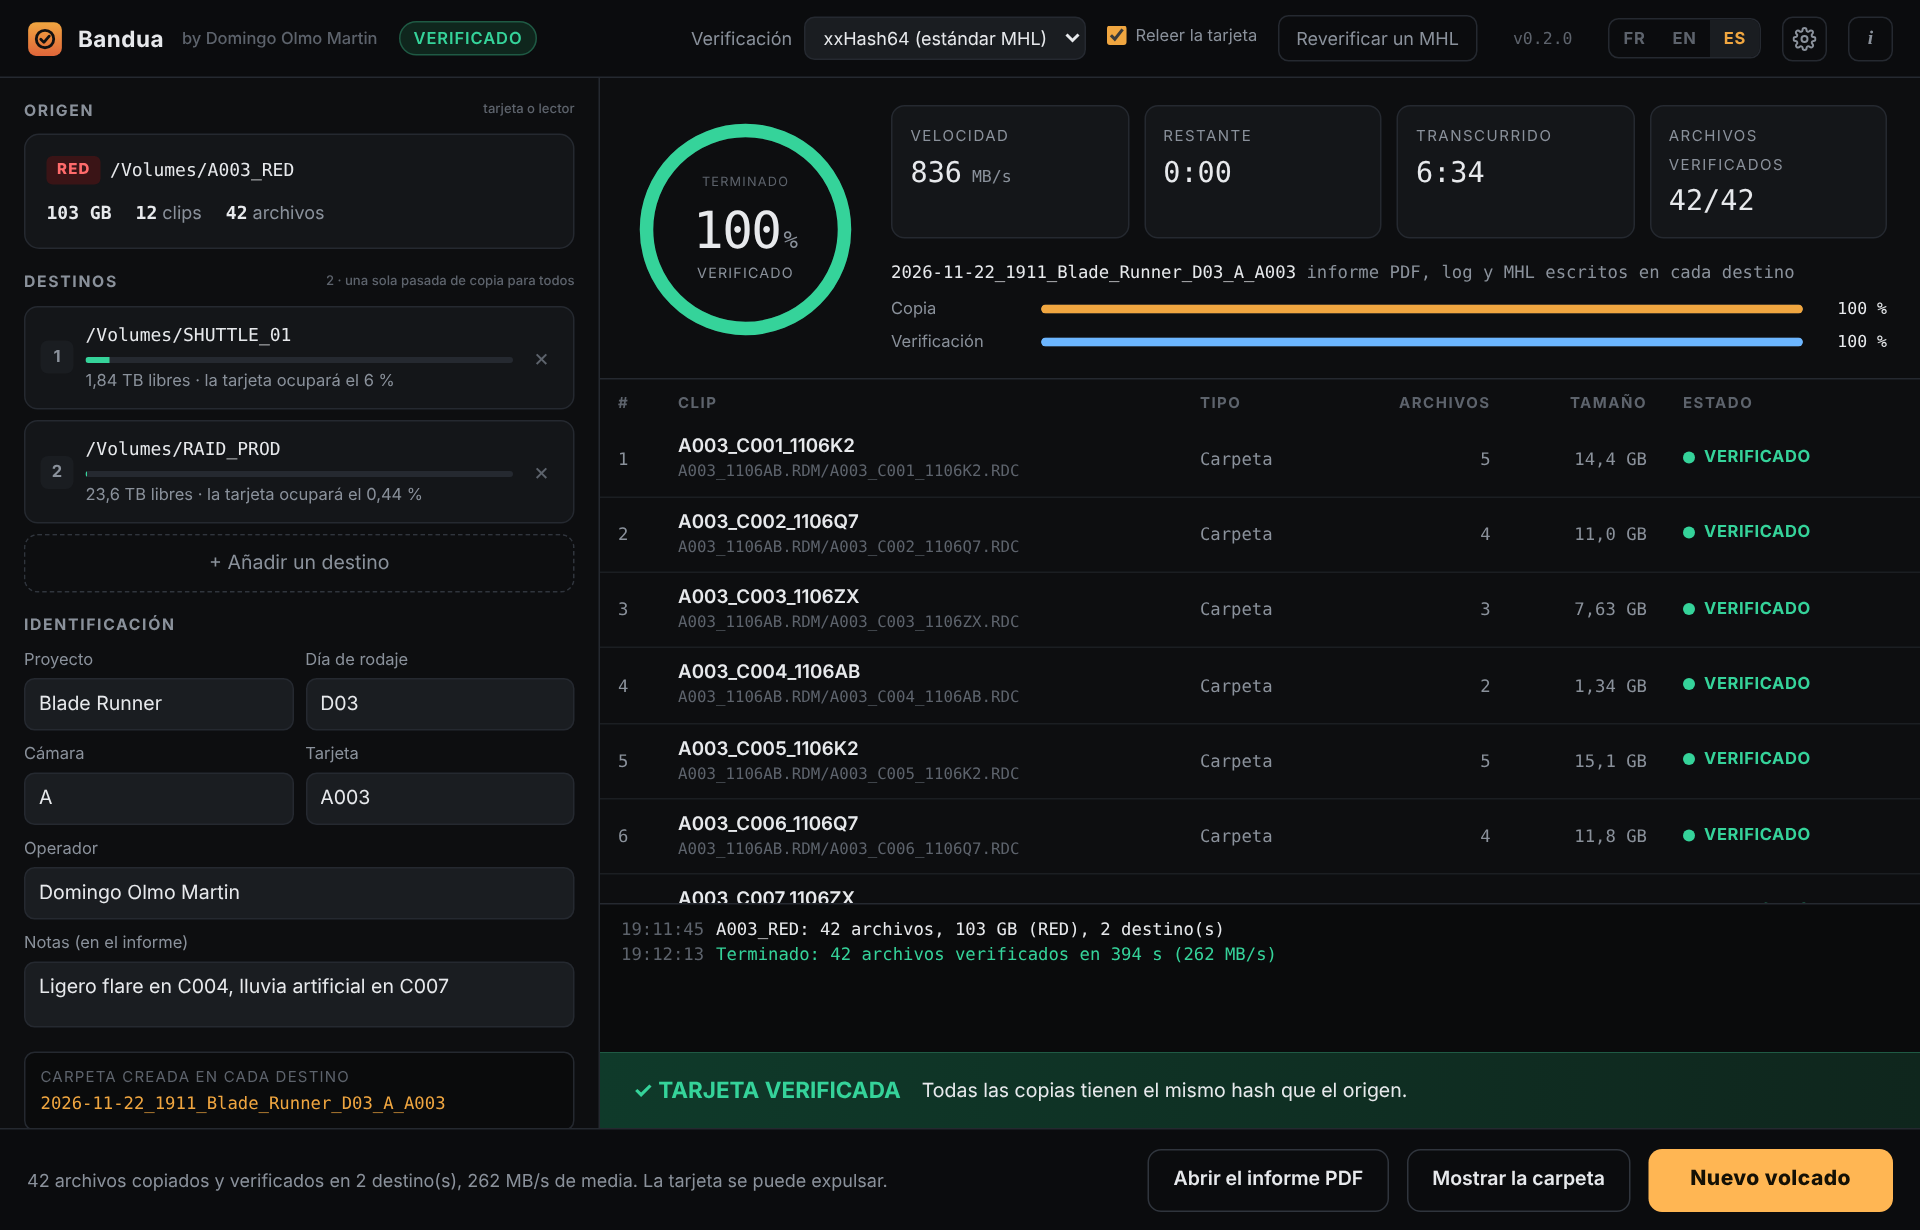 Bandua by Domingo Olmo Martin VERIFICADO
Verificación xxHash64 (estándar MHL) Releer la tarjeta Reverificar un MHL v0.2.0 FR EN ES i
ORIGEN tarjeta o lector
RED /Volumes/A003_RED
103 GB 12 clips 42 archivos
DESTINOS 2 · una sola pasada de copia para todos
1 /Volumes/SHUTTLE_01
1,84 TB libres · la tarjeta ocupará el 6 %
2 /Volumes/RAID_PROD
23,6 TB libres · la tarjeta ocupará el 0,44 %
+ Añadir un destino
IDENTIFICACIÓN
Proyecto Día de rodaje
Blade Runner D03
Cámara Tarjeta
A A003
Operador
Domingo Olmo Martin
Notas (en el informe)
Ligero flare en C004, lluvia artificial en C007
CARPETA CREADA EN CADA DESTINO
2026-11-22_1911_Blade_Runner_D03_A_A003
TERMINADO
100 %
VERIFICADO
VELOCIDAD
836 MB/s
RESTANTE
0:00
TRANSCURRIDO
6:34
ARCHIVOS
VERIFICADOS
42/42
2026-11-22_1911_Blade_Runner_D03_A_A003 informe PDF, log y MHL escritos en cada destino
Copia 100 %
Verificación 100 %
# CLIP TIPO ARCHIVOS TAMAÑO ESTADO
1 A003_C001_1106K2 Carpeta 5 14,4 GB VERIFICADO
A003_1106AB.RDM/A003_C001_1106K2.RDC
2 A003_C002_1106Q7 Carpeta 4 11,0 GB VERIFICADO
A003_1106AB.RDM/A003_C002_1106Q7.RDC
3 A003_C003_1106ZX Carpeta 3 7,63 GB VERIFICADO
A003_1106AB.RDM/A003_C003_1106ZX.RDC
4 A003_C004_1106AB Carpeta 2 1,34 GB VERIFICADO
A003_1106AB.RDM/A003_C004_1106AB.RDC
5 A003_C005_1106K2 Carpeta 5 15,1 GB VERIFICADO
A003_1106AB.RDM/A003_C005_1106K2.RDC
6 A003_C006_1106Q7 Carpeta 4 11,8 GB VERIFICADO
A003_1106AB.RDM/A003_C006_1106Q7.RDC
A003_C007_1106ZX
19:11:45 A003_RED: 42 archivos, 103 GB (RED), 2 destino(s)
19:12:13 Terminado: 42 archivos verificados en 394 s (262 MB/s)
✓ TARJETA VERIFICADA Todas las copias tienen el mismo hash que el origen.
42 archivos copiados y verificados en 2 destino(s), 262 MB/s de media. La tarjeta se puede expulsar.
Abrir el informe PDF Mostrar la carpeta Nuevo volcado